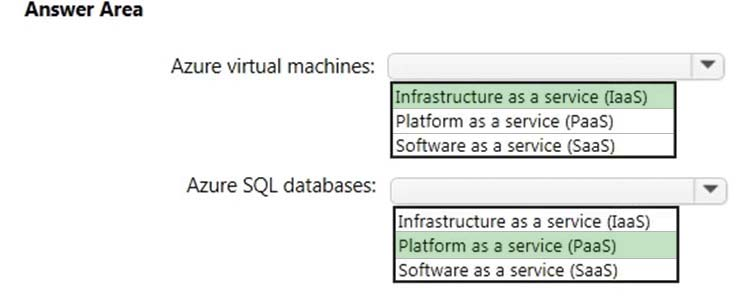 Answer Area
Azure virtual machines:
Infrastructure as a service (IaaS)
Platform as a service (PaaS)
Software as a service (SaaS)
Azure SQL databases:
Infrastructure as a service (IaaS)
Platform as a service (PaaS)
Software as a service (SaaS)